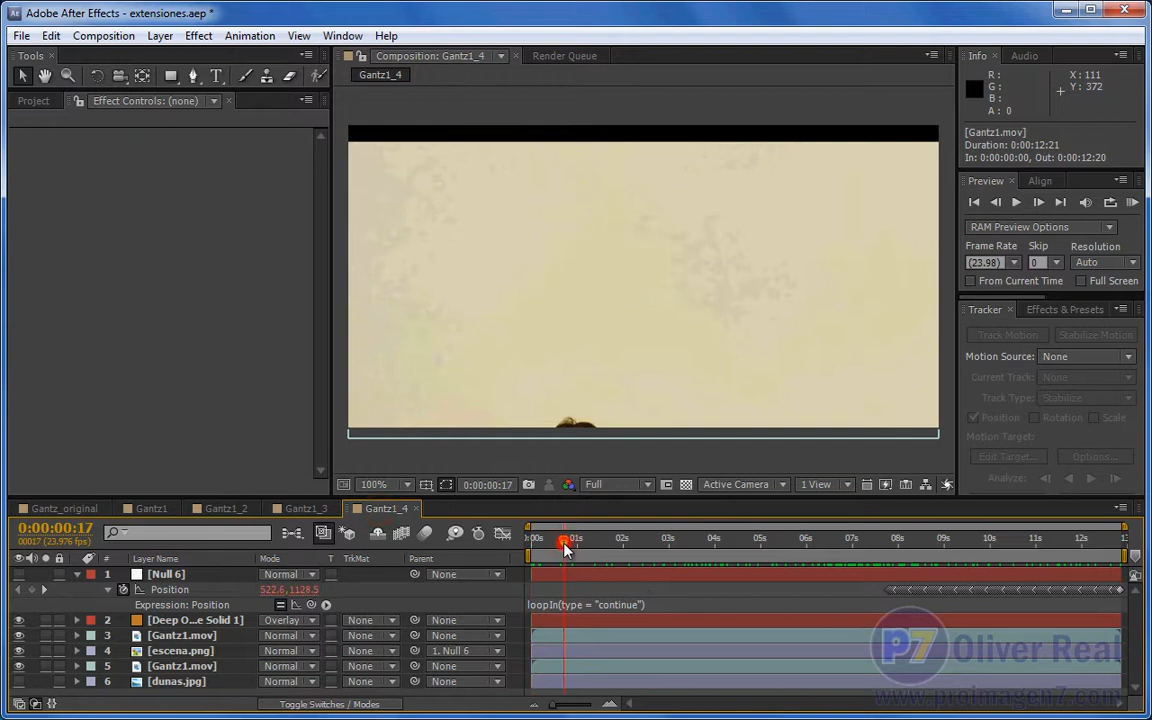 Adobe After Effects - extensiones.aep *
File Edit Composition Layer Effect Animation View Window Help
Tools
Composition: Gantz1_4 Render Queue
Info Audio
Gantz1_4
R: X: 111
G: Y: 372
B:
A: 0
Project Effect Controls: (none)
[Gantz1.mov]
Duration: 0:00:12:21
In: 0:00:00:00, Out: 0:00:12:20
Preview Align
RAM Preview Options
Frame Rate Skip Resolution
(23.98) 0 Auto
From Current Time Full Screen
Tracker Effects & Presets
Track Motion Stabilize Motion
Motion Source: None
Current Track: None
Track Type: Stabilize
Position Rotation Scale
Motion Target:
Edit Target... Options...
Analyze:
100% 0:00:00:17 Full Active Camera 1 View
Gantz_original Gantz1 Gantz1_2 Gantz1_3 Gantz1_4
0:00:00:17
00017 (23.976 fps)
:00s 01s 02s 03s 04s 05s 06s 07s 08s 09s 10s 11s 12s 13
# Layer Name Mode T TrkMat Parent
1 [Null 6] Normal None
Position 522.6,1128.5
Expression: Position loopIn(type = "continue")
2 [Deep O...e Solid 1] Overlay None None
3 [Gantz1.mov] Normal None None
4 [escena.png] Normal None 1. Null 6
5 [Gantz1.mov] Normal None None
6 [dunas.jpg] Normal None None
Toggle Switches / Modes
P7 Oliver Real
www.proimagen7.com